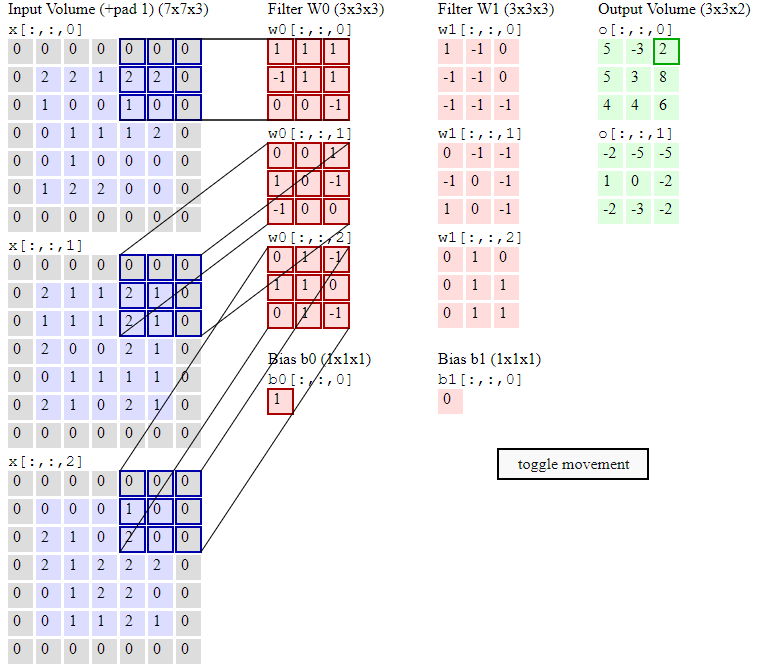 Input Volume (+pad 1) (7x7x3)
x[:,:,0]
0 0 0 0 0 0 0
0 2 2 1 2 2 0
0 1 0 0 1 0 0
0 0 1 1 1 2 0
0 0 1 0 0 0 0
0 1 2 2 0 0 0
0 0 0 0 0 0 0
x[:,:,1]
0 0 0 0 0 0 0
0 2 1 1 2 1 0
0 1 1 1 2 1 0
0 2 0 0 2 1 0
0 0 1 1 1 1 0
0 2 1 0 2 1 0
0 0 0 0 0 0 0
x[:,:,2]
0 0 0 0 0 0 0
0 0 0 0 1 0 0
0 2 1 0 2 0 0
0 2 1 2 2 2 0
0 0 1 2 2 0 0
0 0 1 1 2 1 0
0 0 0 0 0 0 0
Filter W0 (3x3x3)
w0[:,:,0]
1 1 1
-1 1 1
0 0 -1
w0[:,:,1]
0 0 1
1 0 -1
-1 0 0
w0[:,:,2]
0 1 -1
1 1 0
0 1 -1
Bias b0 (1x1x1)
b0[:,:,0]
1
Filter W1 (3x3x3)
w1[:,:,0]
1 -1 0
-1 -1 0
-1 -1 -1
w1[:,:,1]
0 -1 -1
-1 0 -1
1 0 -1
w1[:,:,2]
0 1 0
0 1 1
0 1 1
Bias b1 (1x1x1)
b1[:,:,0]
0
Output Volume (3x3x2)
o[:,:,0]
5 -3 2
5 3 8
4 4 6
o[:,:,1]
-2 -5 -5
1 0 -2
-2 -3 -2
toggle movement